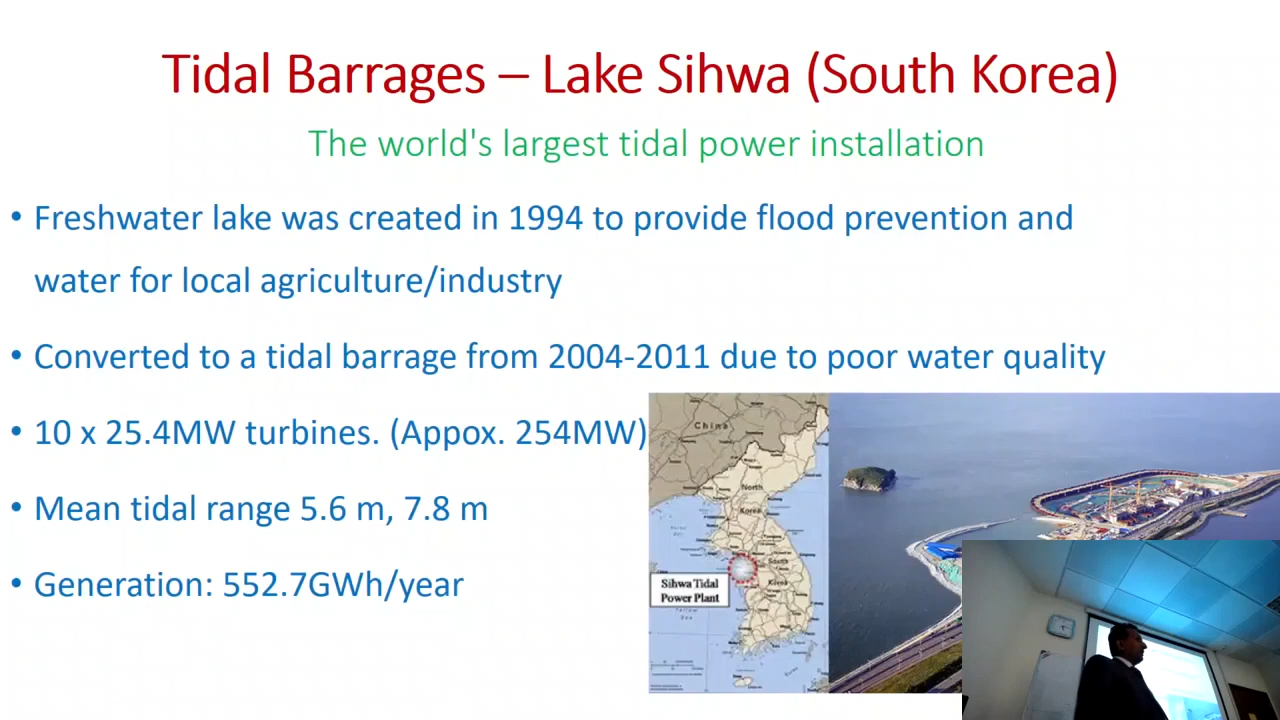 Tidal Barrages – Lake Sihwa (South Korea)
The world's largest tidal power installation
• Freshwater lake was created in 1994 to provide flood prevention and
water for local agriculture/industry
• Converted to a tidal barrage from 2004-2011 due to poor water quality
• 10 x 25.4MW turbines. (Appox. 254MW)
• Mean tidal range 5.6 m, 7.8 m
• Generation: 552.7GWh/year
China
North
Korea
South
Korea
Sihwa Tidal
Power Plant
Yellow
Sea